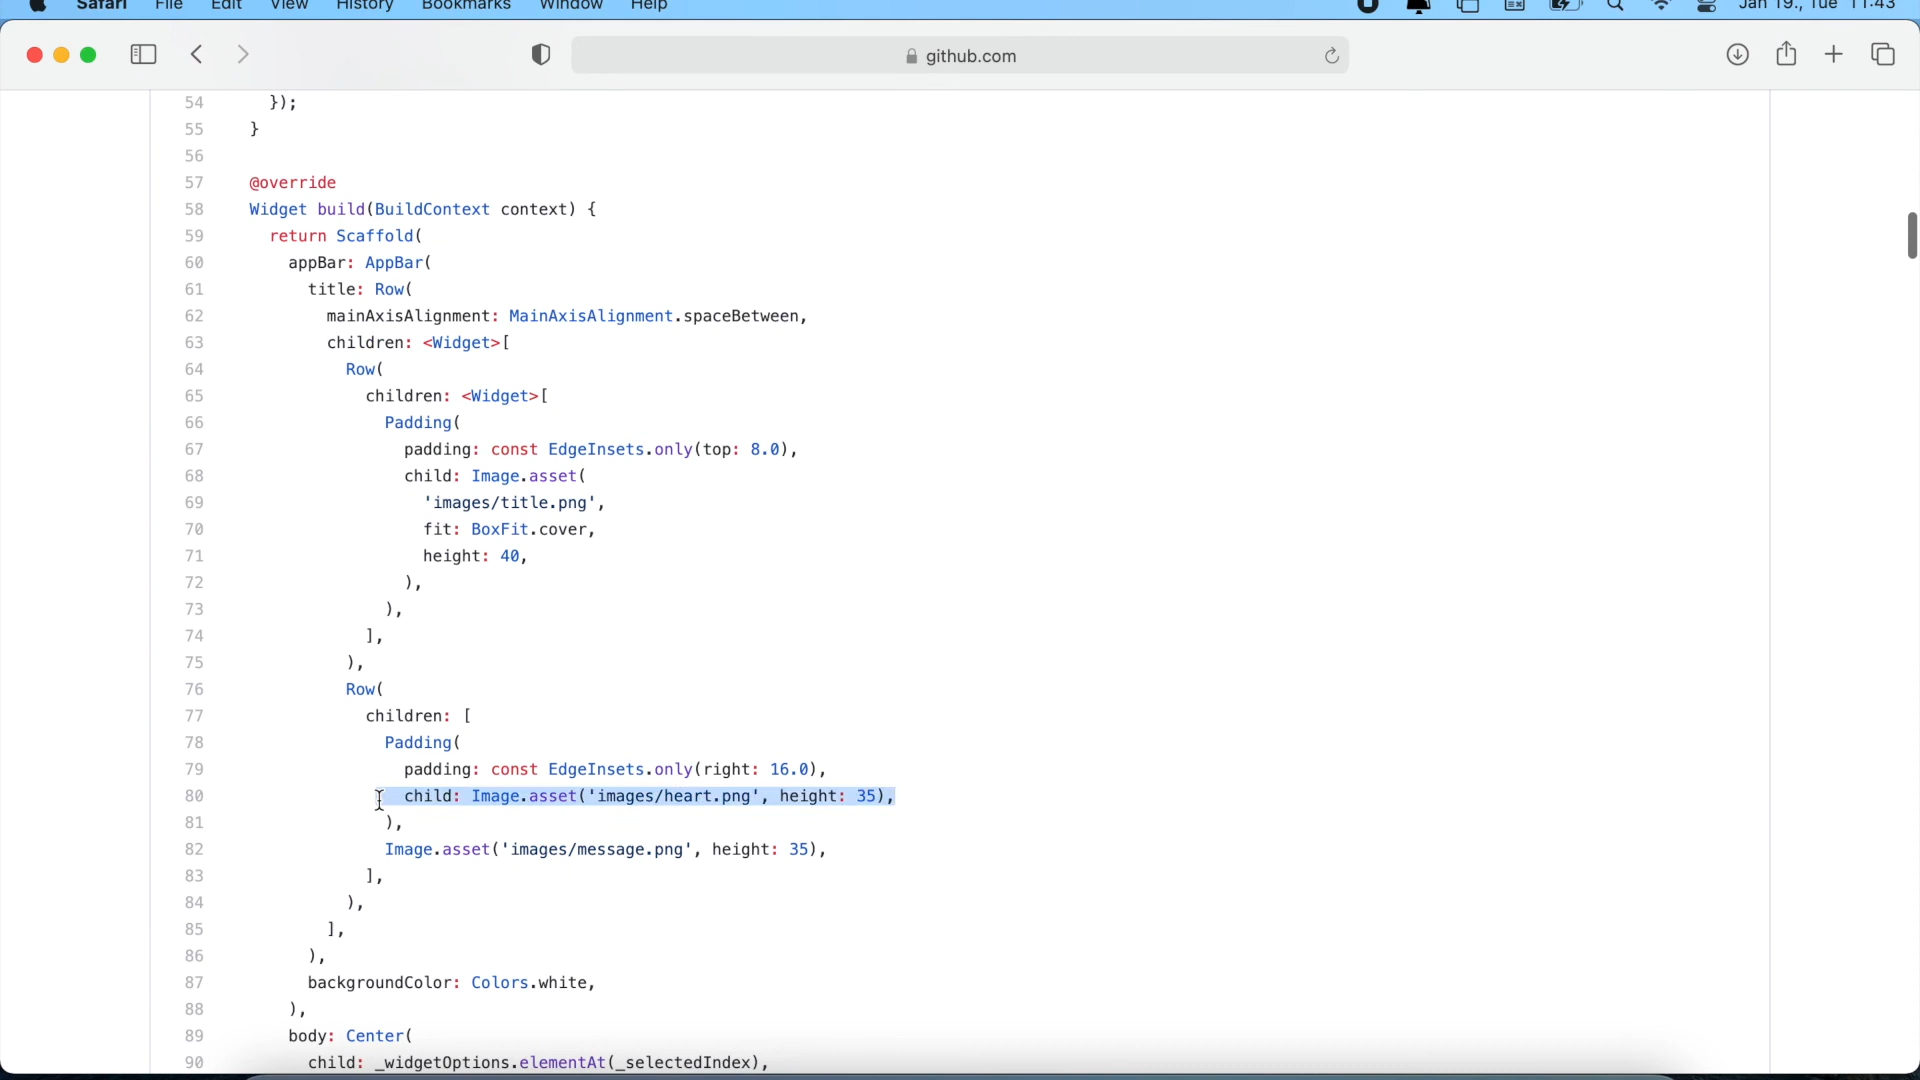 Safari File Edit View History Bookmarks Window Help Jan 19., Tue 11:43
github.com
54 });
55 }
56
57 @override
58 Widget build(BuildContext context) {
59 return Scaffold(
60 appBar: AppBar(
61 title: Row(
62 mainAxisAlignment: MainAxisAlignment.spaceBetween,
63 children: <Widget>[
64 Row(
65 children: <Widget>[
66 Padding(
67 padding: const EdgeInsets.only(top: 8.0),
68 child: Image.asset(
69 'images/title.png',
70 fit: BoxFit.cover,
71 height: 40,
72 ),
73 ),
74 ],
75 ),
76 Row(
77 children: [
78 Padding(
79 padding: const EdgeInsets.only(right: 16.0),
80 child: Image.asset('images/heart.png', height: 35),
81 ),
82 Image.asset('images/message.png', height: 35),
83 ],
84 ),
85 ],
86 ),
87 backgroundColor: Colors.white,
88 ),
89 body: Center(
90 child: _widgetOptions.elementAt(_selectedIndex),